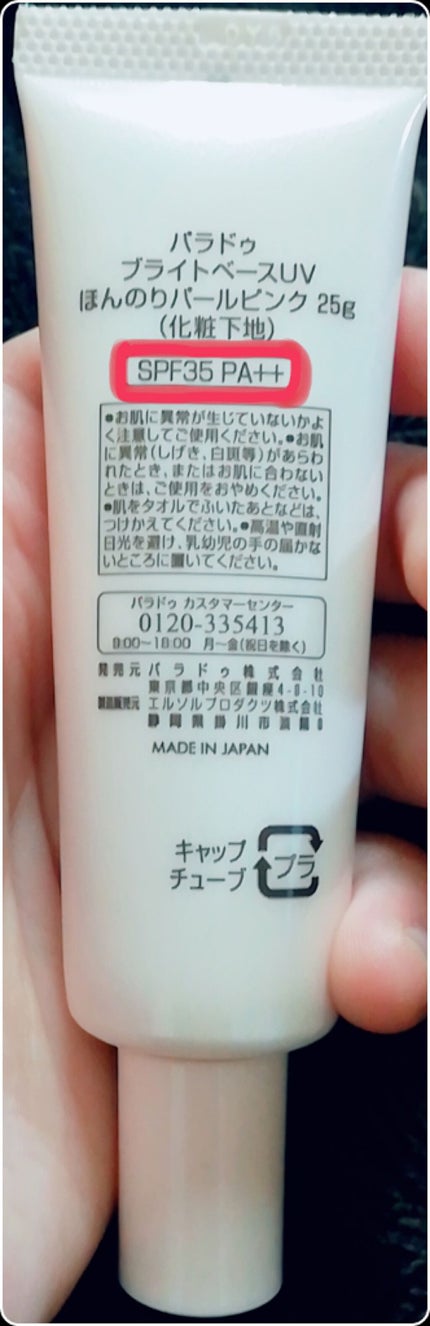 パラドゥ
ブライトベースUV
ほんのりパールピンク 25g
(化粧下地)
SPF35 PA++
●お肌に異常が生じていないかよ
く注意してご使用ください。●お肌
に異常(しげき、白斑等)があらわ
れたとき、またはお肌に合わない
ときは、ご使用をおやめください。
●肌をタオルでふいたあとなどは、
つけかえてください。●高温や直射
日光を避け、乳幼児の手の届かな
いところに置いてください。
パラドゥ カスタマーセンター
0120-335413
9:00~18:00 月~金(祝日を除く)
発売元 パラドゥ株式会社
東京都中央区銀座4-8-10
製造販売元 エルソルプロダクツ株式会社
静岡県掛川市淡陽
MADE IN JAPAN
キャップ
チューブ
プラ